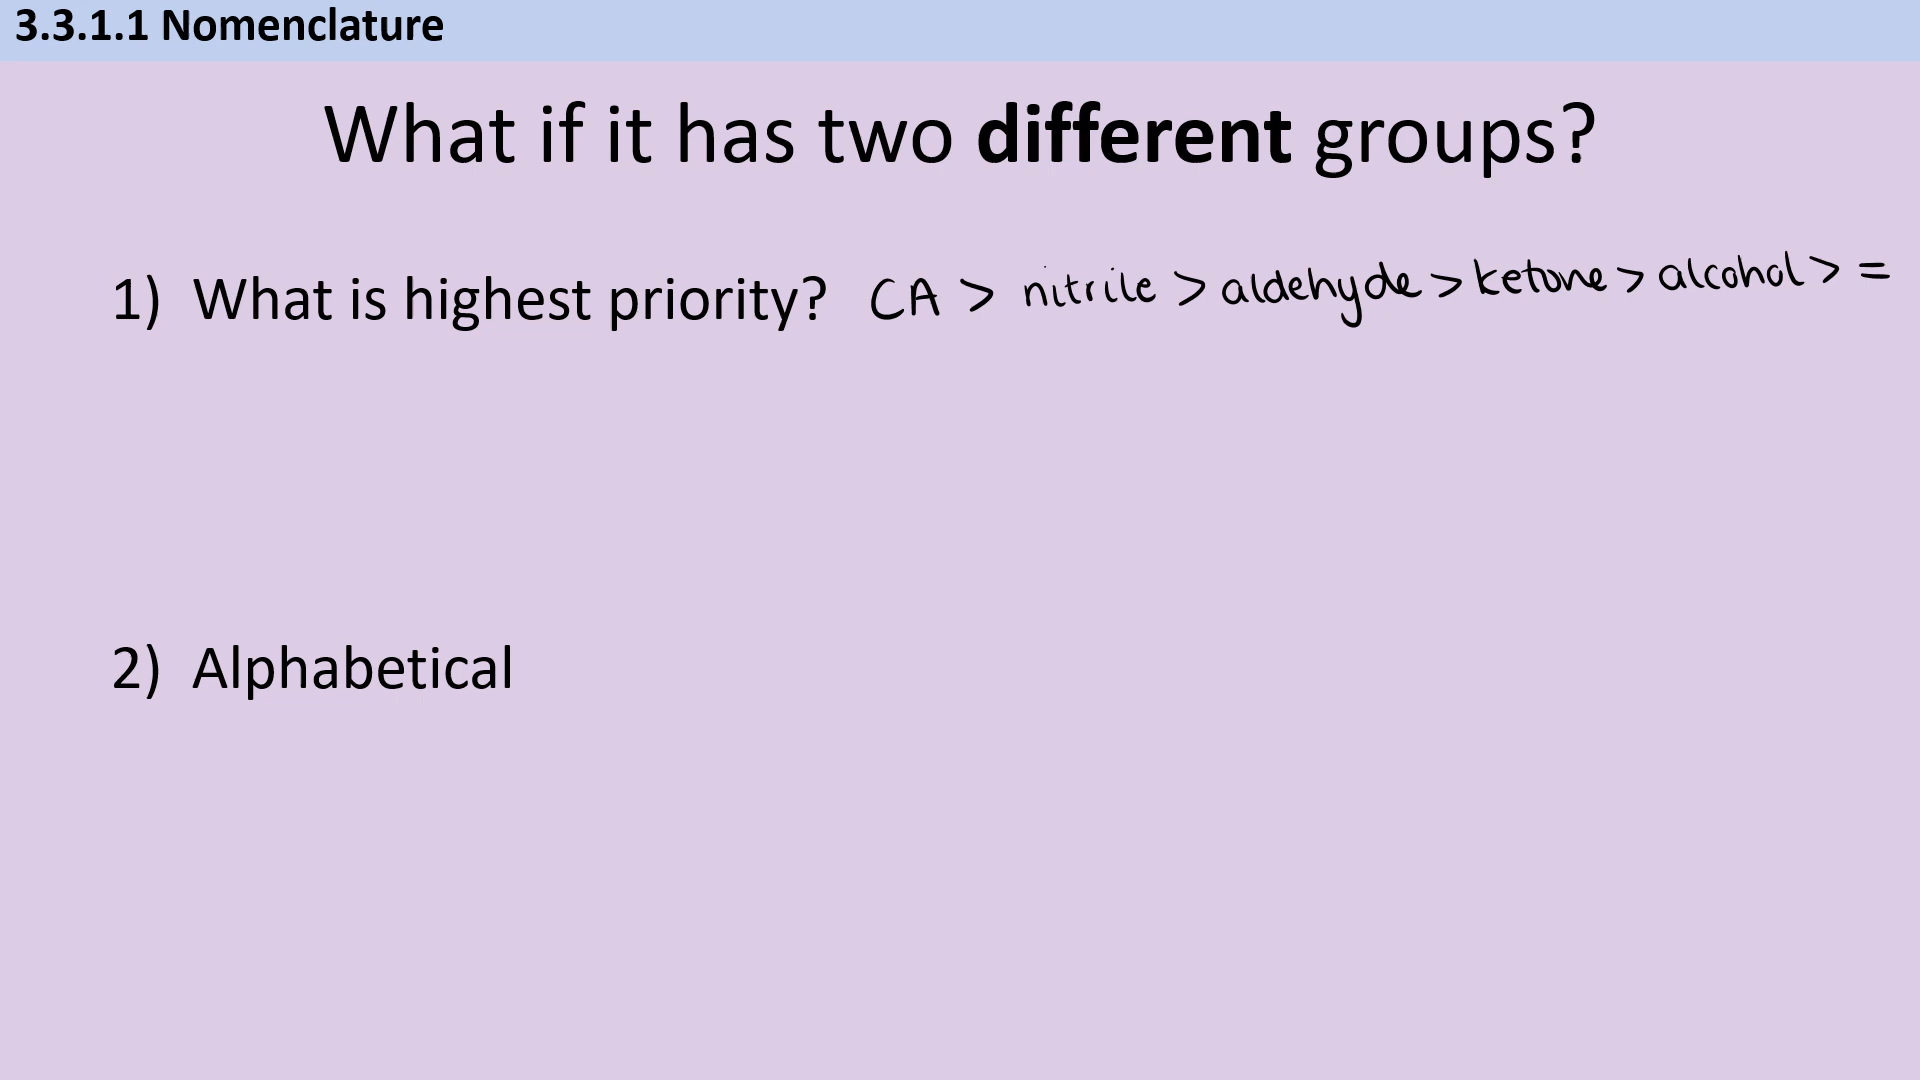 3.3.1.1 Nomenclature
What if it has two different groups?
1) What is highest priority? CA > nitrile > aldehyde > ketone > alcohol > =
2) Alphabetical